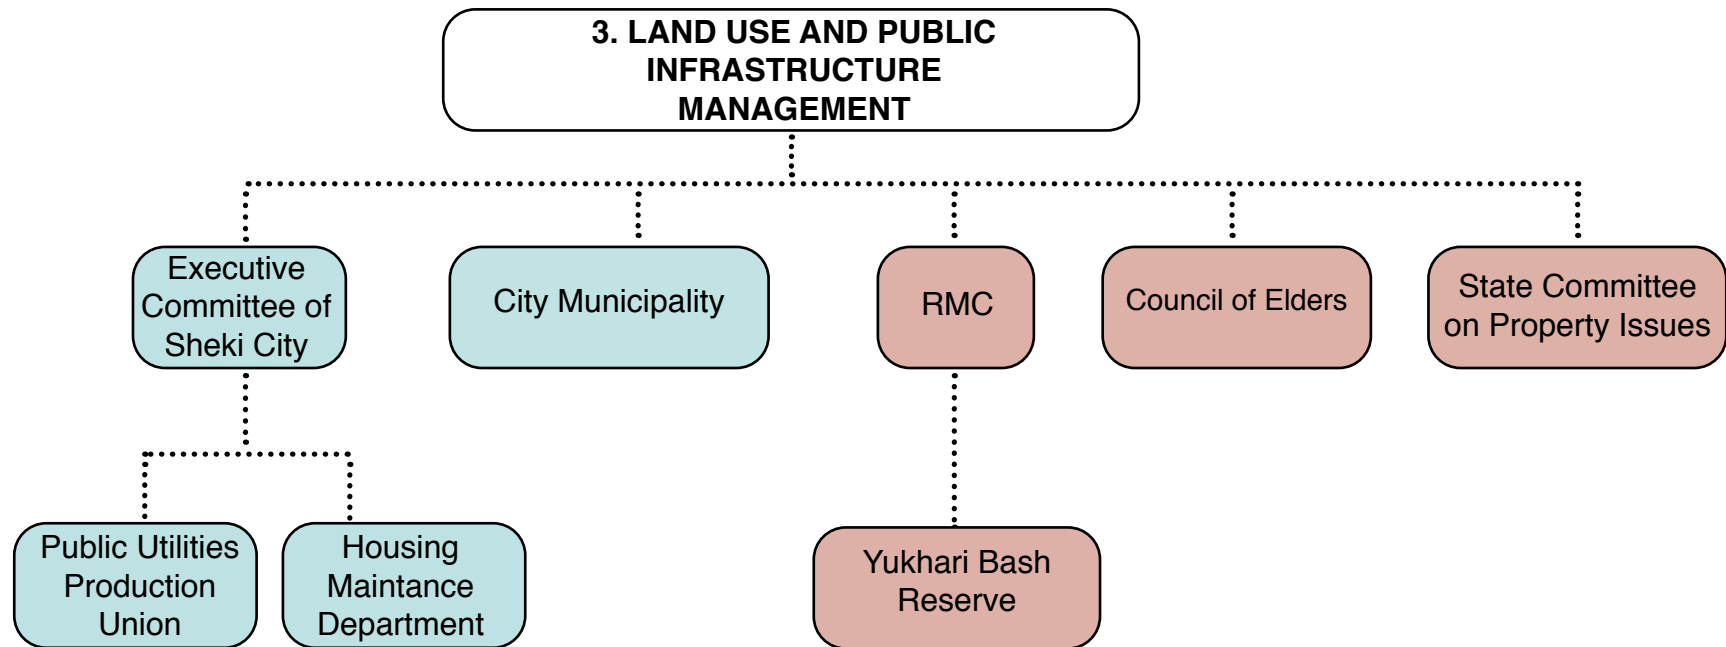 3. LAND USE AND PUBLIC
INFRASTRUCTURE
MANAGEMENT
Executive
Committee of
Sheki City
City Municipality
RMC
Council of Elders
State Committee
on Property Issues
Public Utilities
Production
Union
Housing
Maintance
Department
Yukhari Bash
Reserve